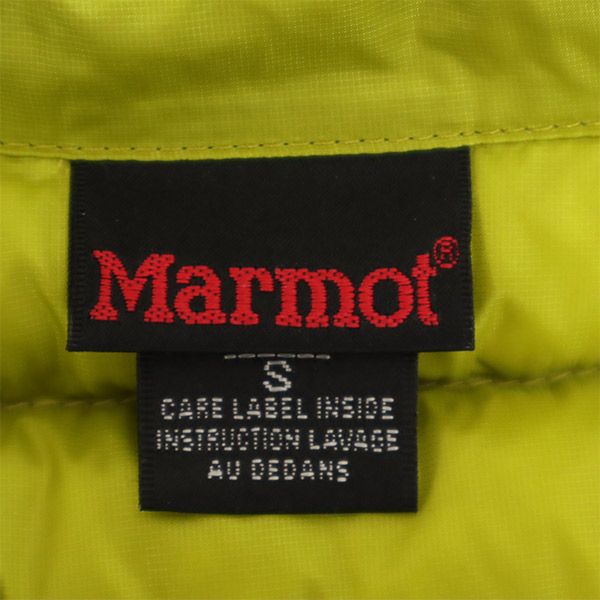 Marmot®
S
CARE LABEL INSIDE
INSTRUCTION LAVAGE
AU DEDANS